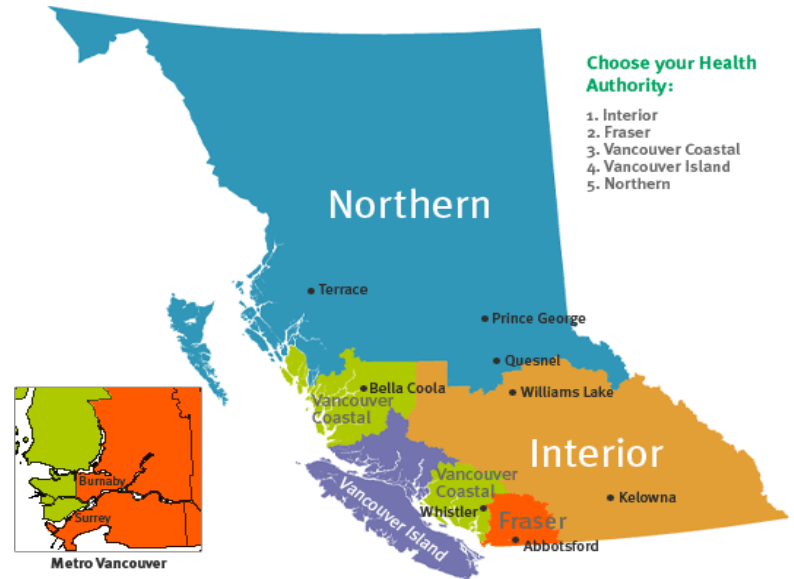 Choose your Health
Authority:
1. Interior
2. Fraser
3. Vancouver Coastal
4. Vancouver Island
5. Northern
Northern
Terrace
Prince George
Quesnel
Bella Coola
Williams Lake
Vancouver
Coastal
Interior
Vancouver
Coastal
Kelowna
Whistler
Fraser
Vancouver Island
Abbotsford
Burnaby
Surrey
Metro Vancouver